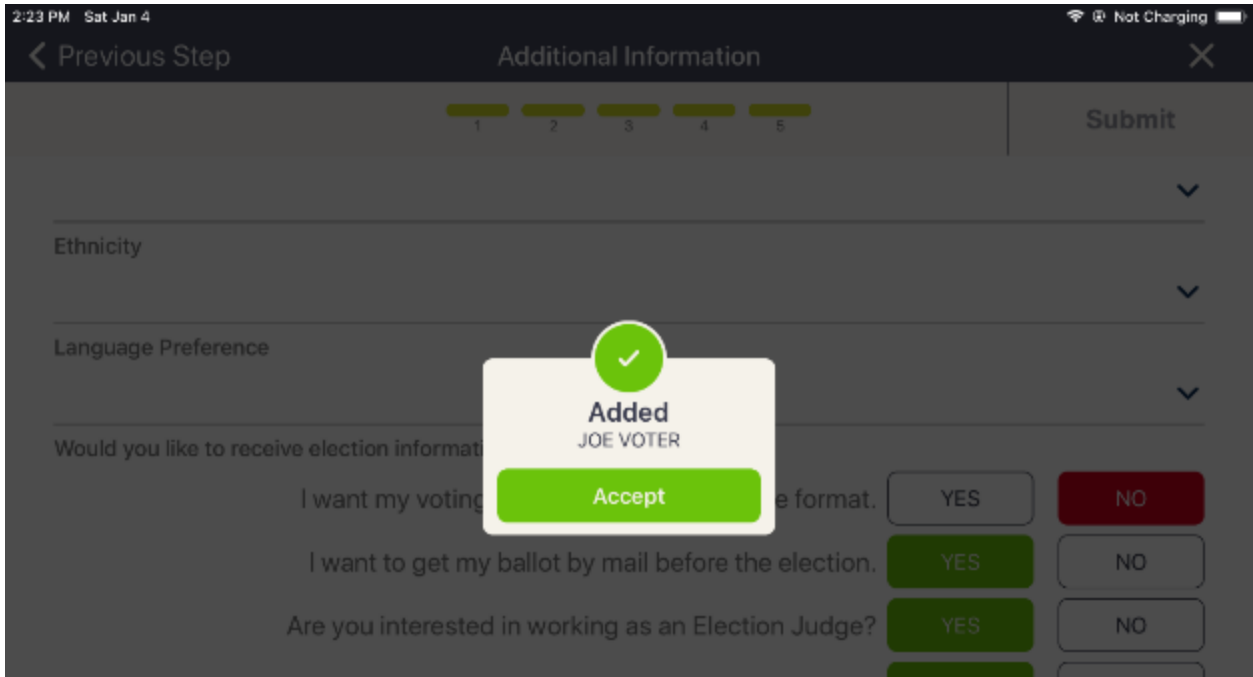 2:23 PM Sat Jan 4 Not Charging
Previous Step Additional Information
1 2 3 4 5 Submit
Ethnicity
Language Preference
Added
JOE VOTER
Would you like to receive election informati
Accept
I want my voting e format. YES NO
I want to get my ballot by mail before the election. YES NO
Are you interested in working as an Election Judge? YES NO